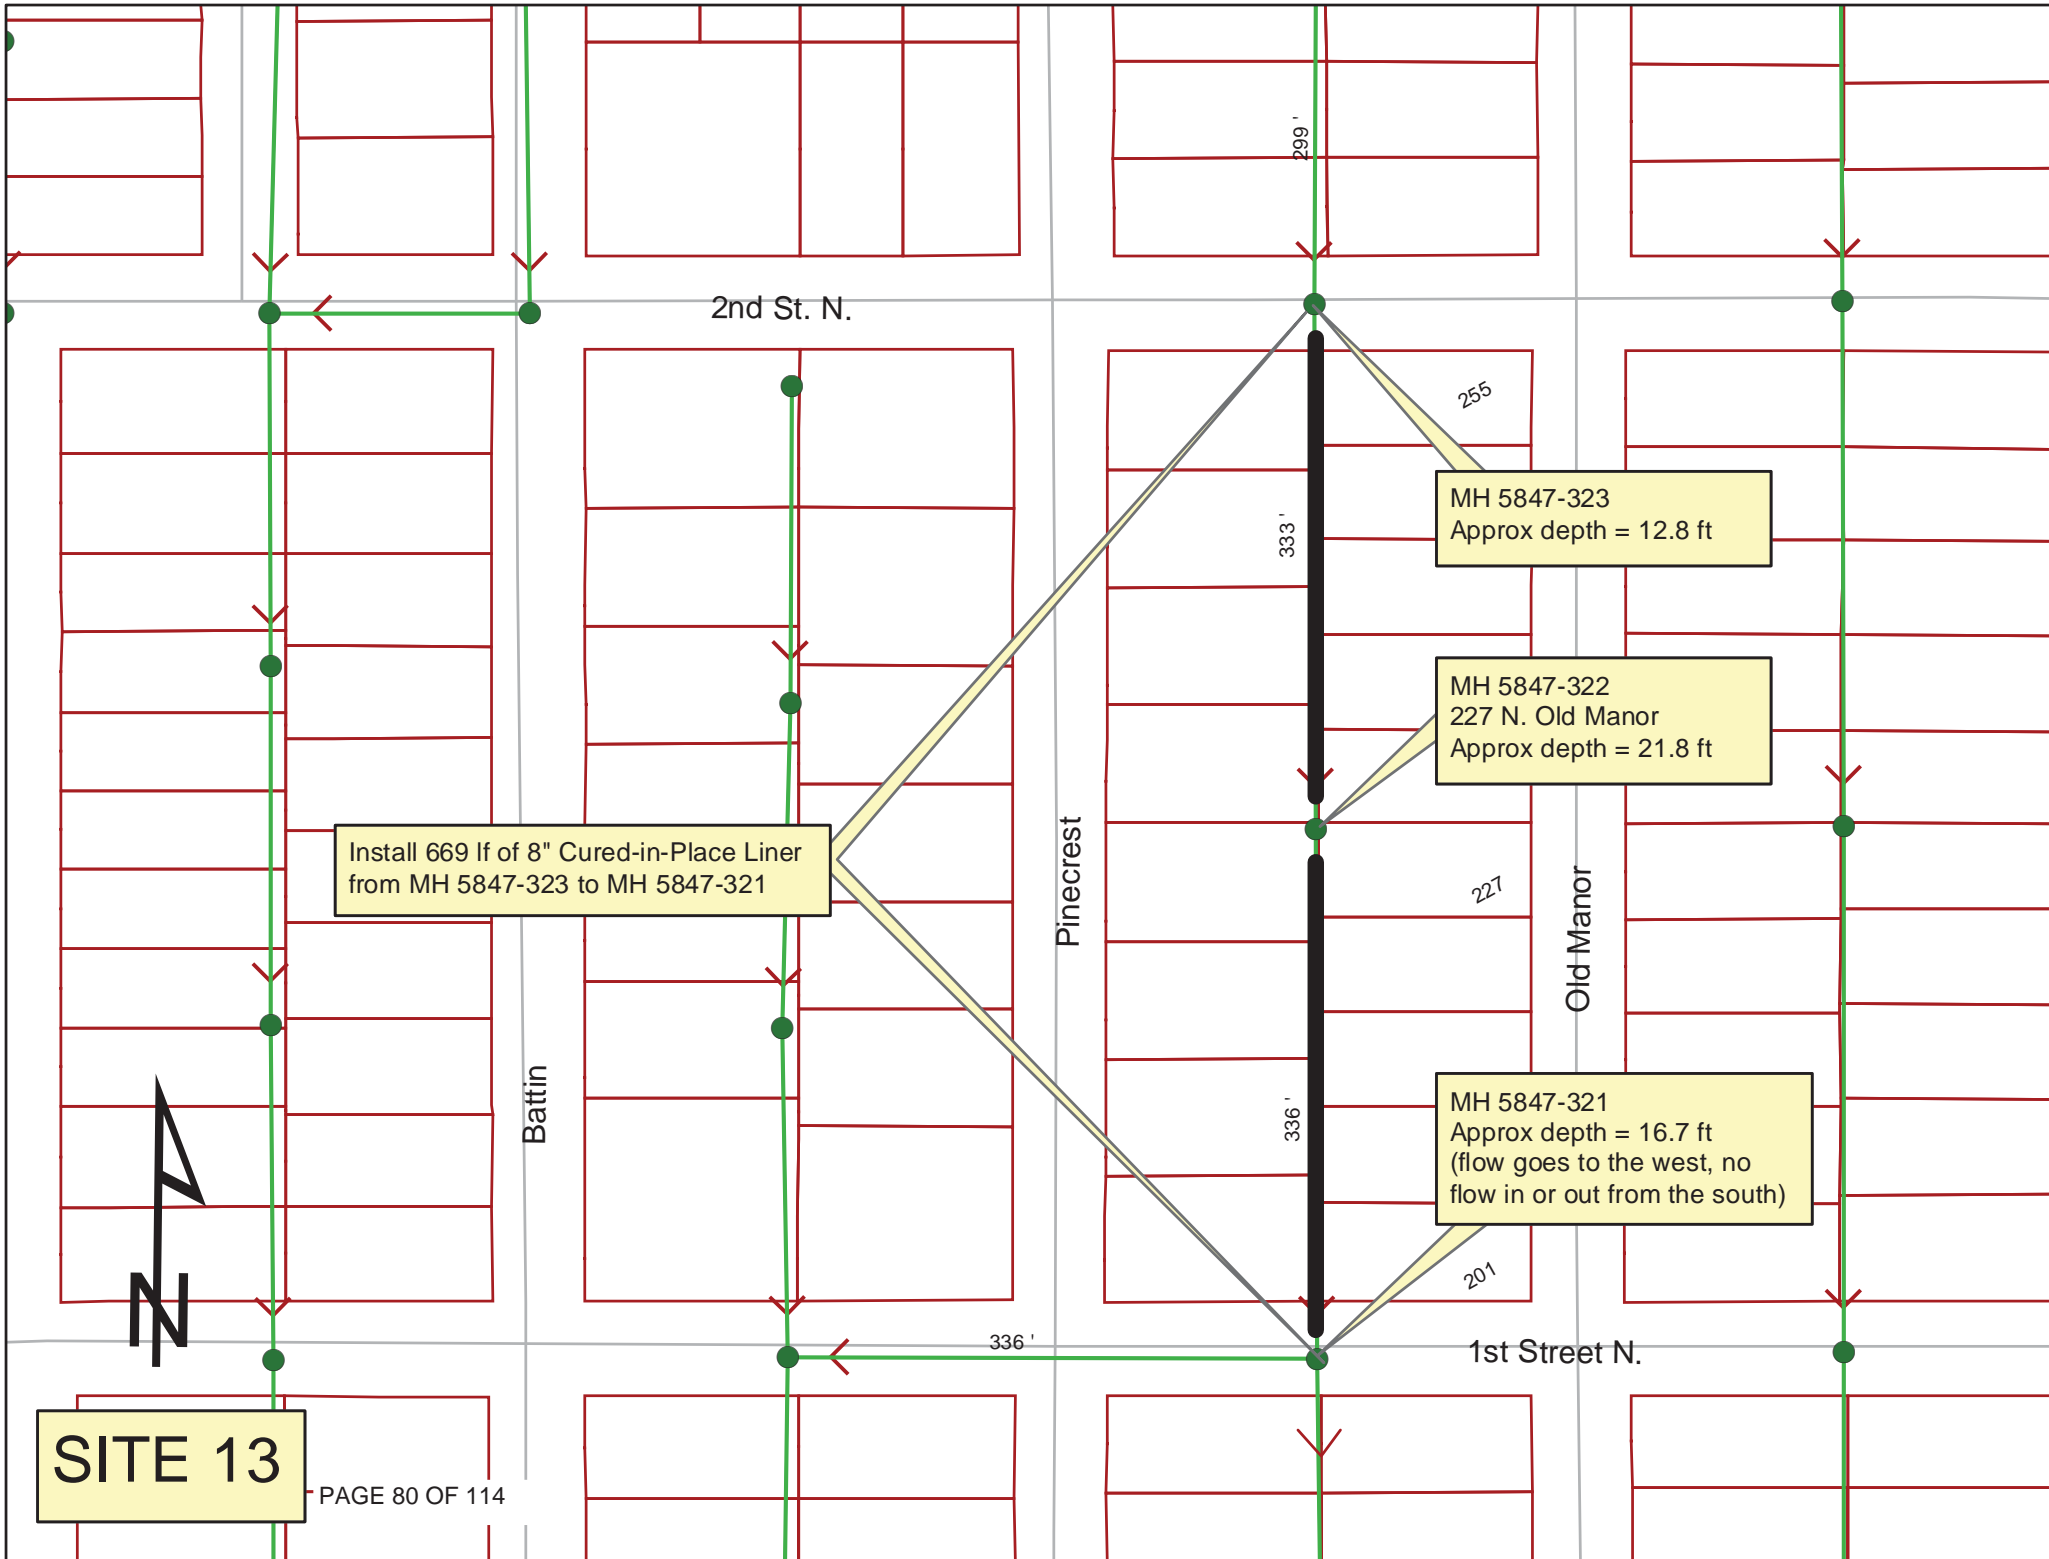 299 '
2nd St. N.
255
MH 5847-323
Approx depth = 12.8 ft
333 '
MH 5847-322
227 N. Old Manor
Approx depth = 21.8 ft
Install 669 lf of 8" Cured-in-Place Liner
from MH 5847-323 to MH 5847-321
Pinecrest
227
Old Manor
Battin
336 '
MH 5847-321
Approx depth = 16.7 ft
(flow goes to the west, no
flow in or out from the south)
201
N
336 '
1st Street N.
SITE 13
PAGE 80 OF 114